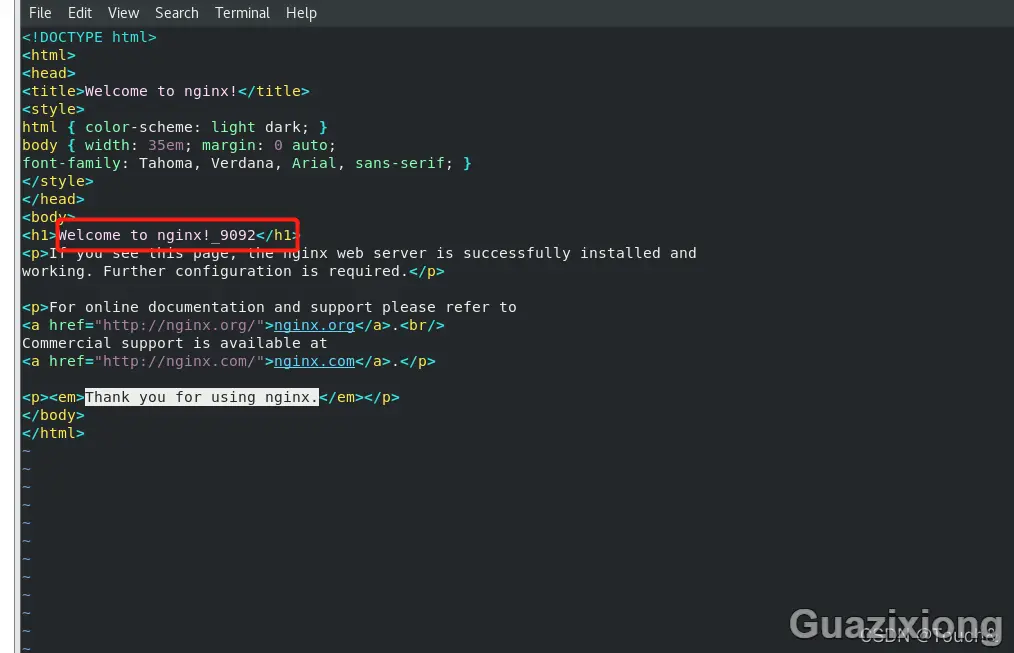 File Edit View Search Terminal Help
<!DOCTYPE html>
<html>
<head>
<title>Welcome to nginx!</title>
<style>
html { color-scheme: light dark; }
body { width: 35em; margin: 0 auto;
font-family: Tahoma, Verdana, Arial, sans-serif; }
</style>
</head>
<body>
<h1>Welcome to nginx!_9092</h1>
<p>If you see this page, the nginx web server is successfully installed and
working. Further configuration is required.</p>
<p>For online documentation and support please refer to
<a href="http://nginx.org/">nginx.org</a>.<br/>
Commercial support is available at
<a href="http://nginx.com/">nginx.com</a>.</p>
<p><em>Thank you for using nginx.</em></p>
</body>
</html>
~
~
~
~
~
~
~
~
~
~
~
~
Guazixiong
CSDN